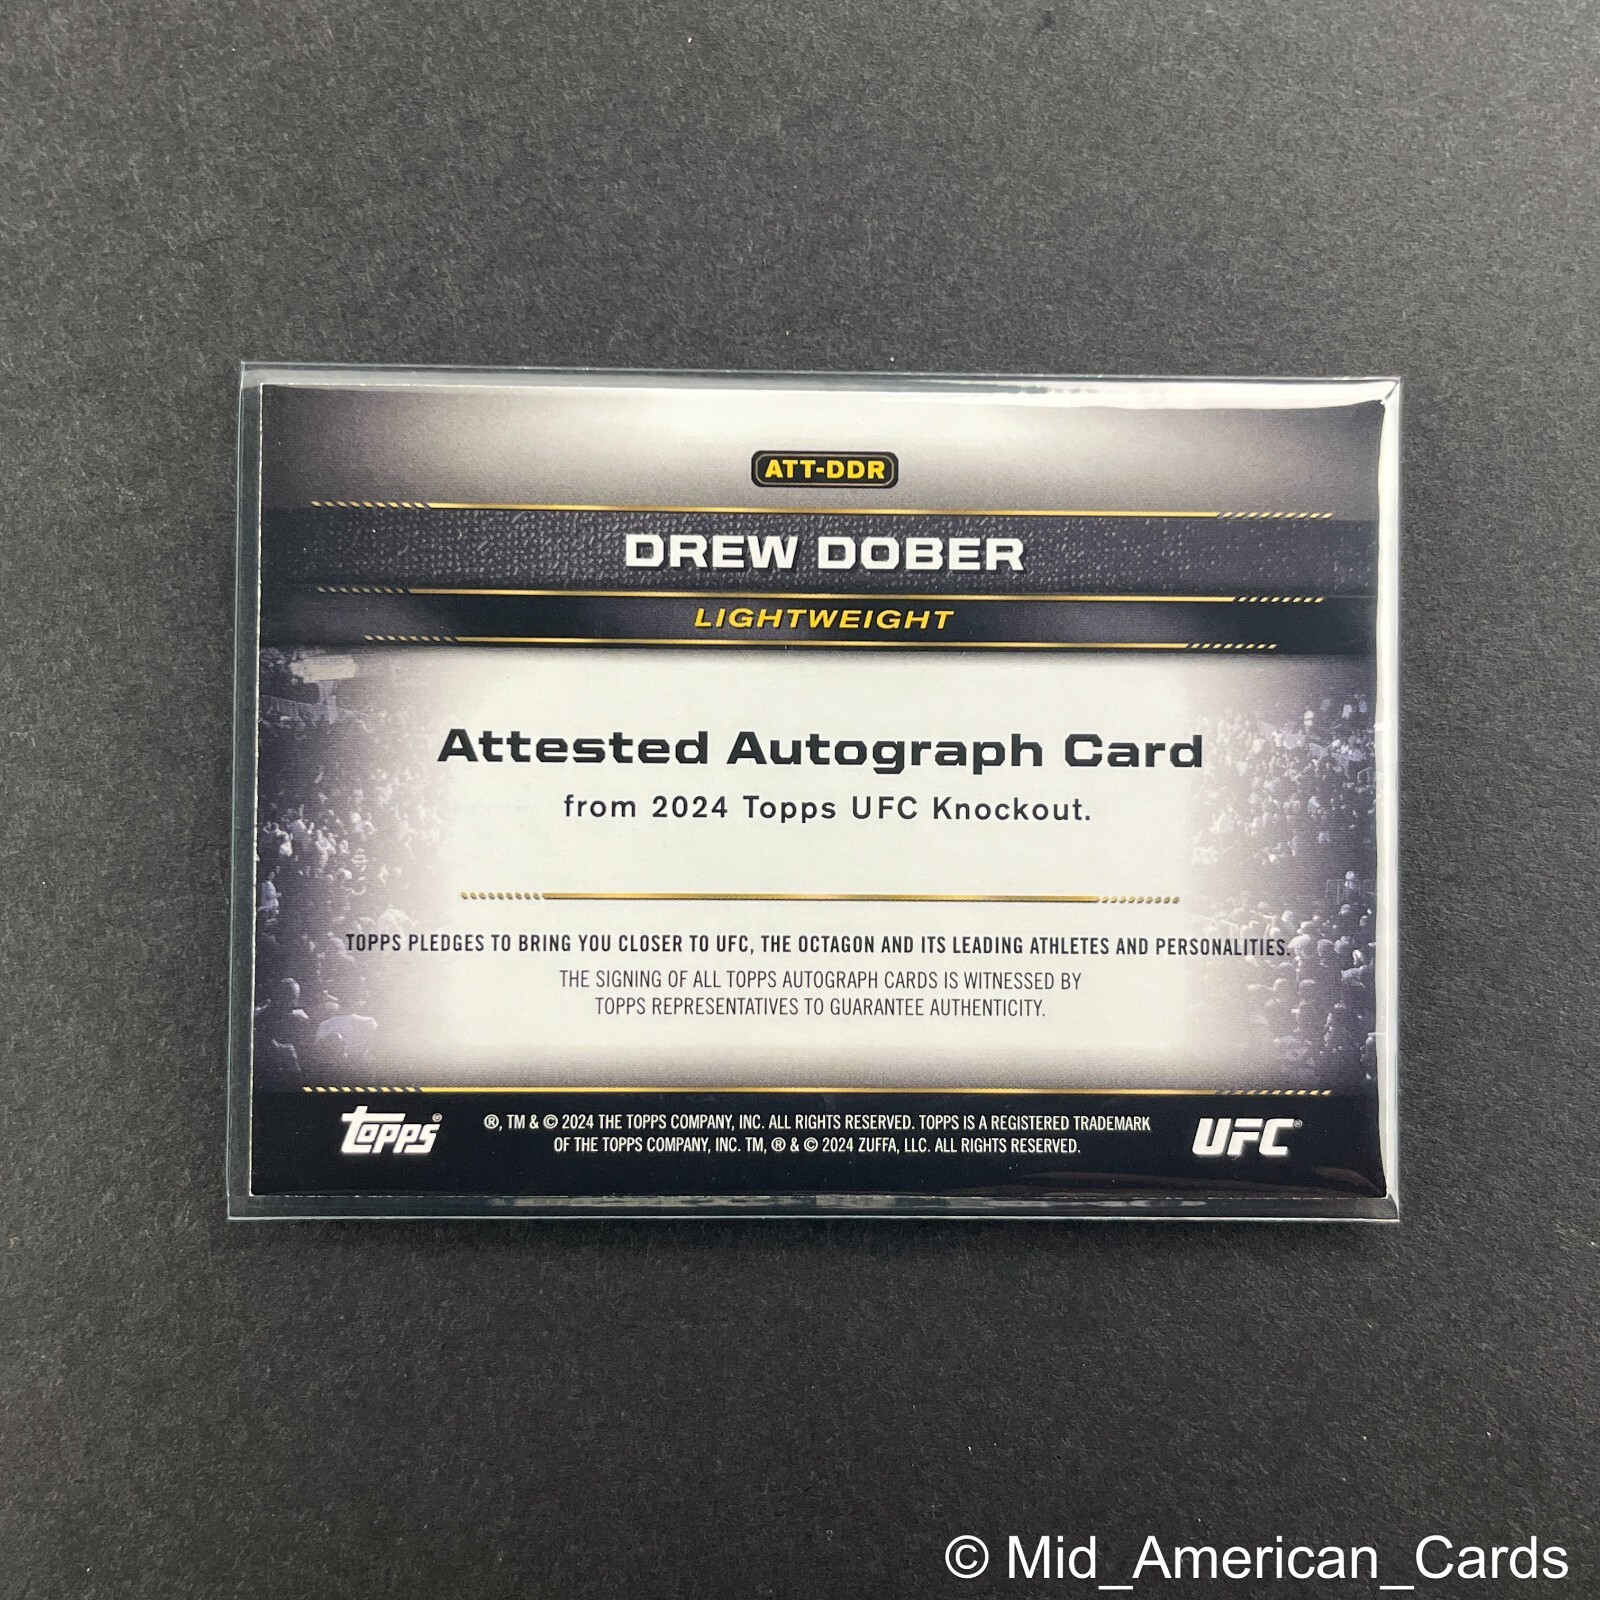 ATT-DDR
DREW DOBER
LIGHTWEIGHT
Attested Autograph Card
from 2024 Topps UFC Knockout.
TOPPS PLEDGES TO BRING YOU CLOSER TO UFC, THE OCTAGON AND ITS LEADING ATHLETES AND PERSONALITIES.
THE SIGNING OF ALL TOPPS AUTOGRAPH CARDS IS WITNESSED BY
TOPPS REPRESENTATIVES TO GUARANTEE AUTHENTICITY.
topps®
®, TM & © 2024 THE TOPPS COMPANY, INC. ALL RIGHTS RESERVED. TOPPS IS A REGISTERED TRADEMARK
OF THE TOPPS COMPANY, INC. TM, ® & © 2024 ZUFFA, LLC. ALL RIGHTS RESERVED.
UFC®
© Mid_American_Cards